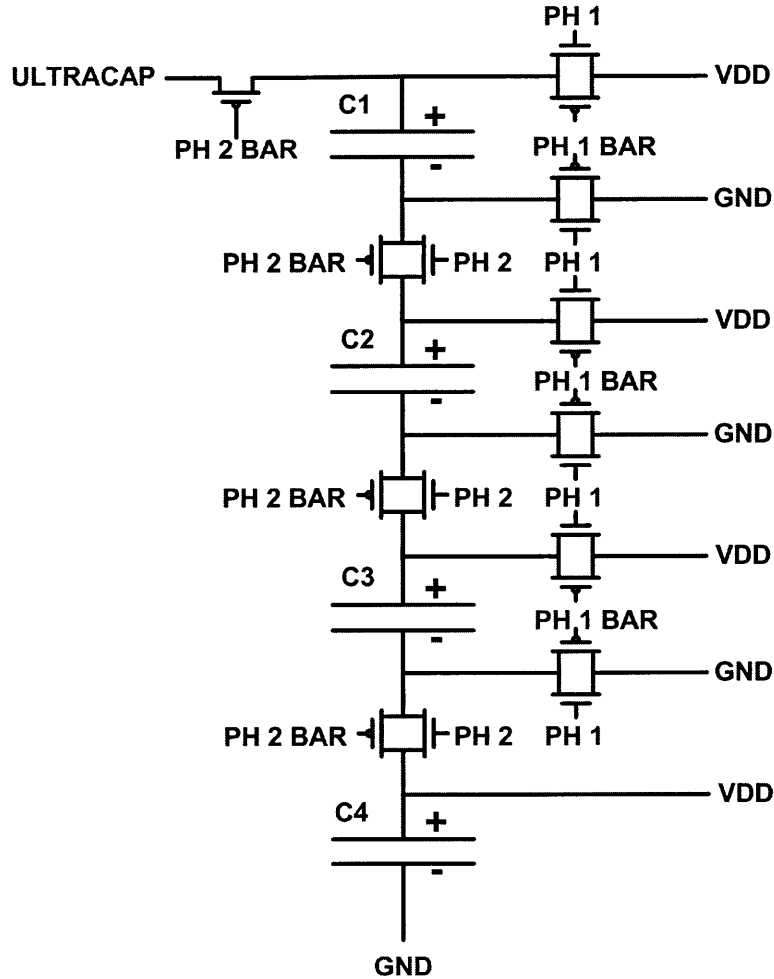 PH 1
ULTRACAP
VDD
C1
+
PH 2 BAR
PH 1 BAR
-
GND
PH 2 BAR
PH 2
PH 1
VDD
C2
+
PH 1 BAR
-
GND
PH 2 BAR
PH 2
PH 1
VDD
C3
+
PH 1 BAR
-
GND
PH 2 BAR
PH 2
PH 1
VDD
C4
+
-
GND